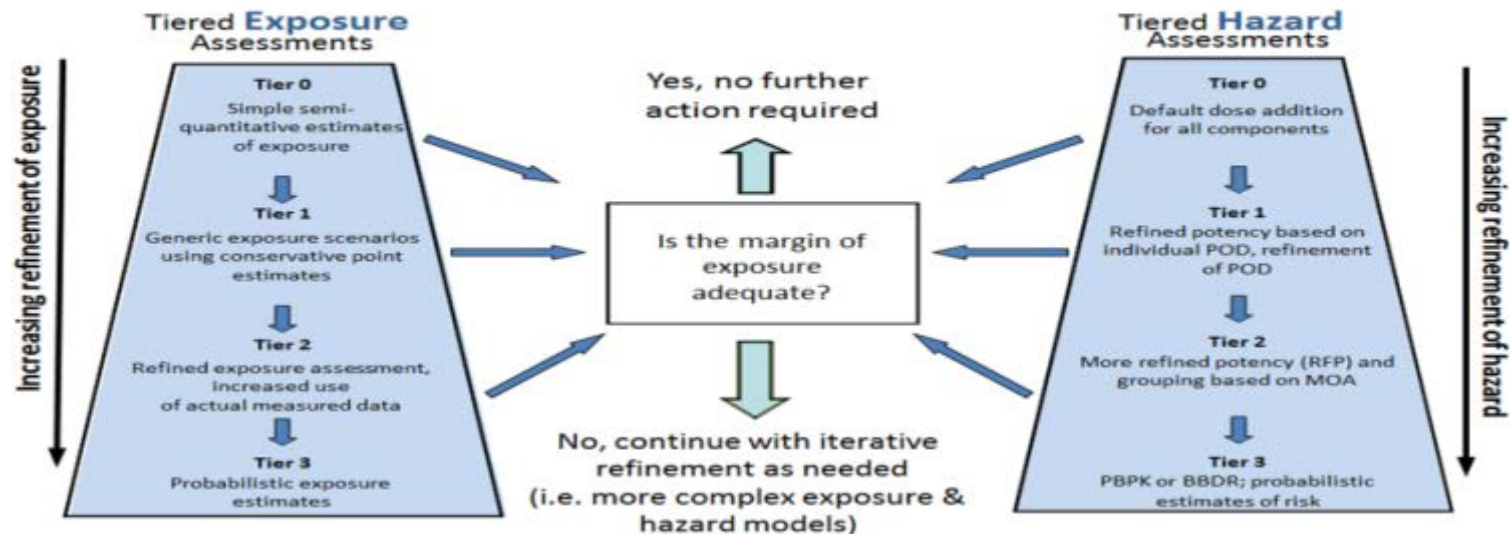 Tiered Exposure
Assessments
Increasing refinement of exposure
Tier 0
Simple semi-
quantitative estimates
of exposure
Tier 1
Generic exposure scenarios
using conservative point
estimates
Tier 2
Refined exposure assessment,
increased use
of actual measured data
Tier 3
Probabilistic exposure
estimates
Yes, no further
action required
Is the margin of
exposure
adequate?
No, continue with iterative
refinement as needed
(i.e. more complex exposure &
hazard models)
Tiered Hazard
Assessments
Tier 0
Default dose addition
for all components
Tier 1
Refined potency based on
individual POD, refinement
of POD
Tier 2
More refined potency (RFP) and
grouping based on MOA
Tier 3
PBPK or BBDR; probabilistic
estimates of risk
Increasing refinement of hazard